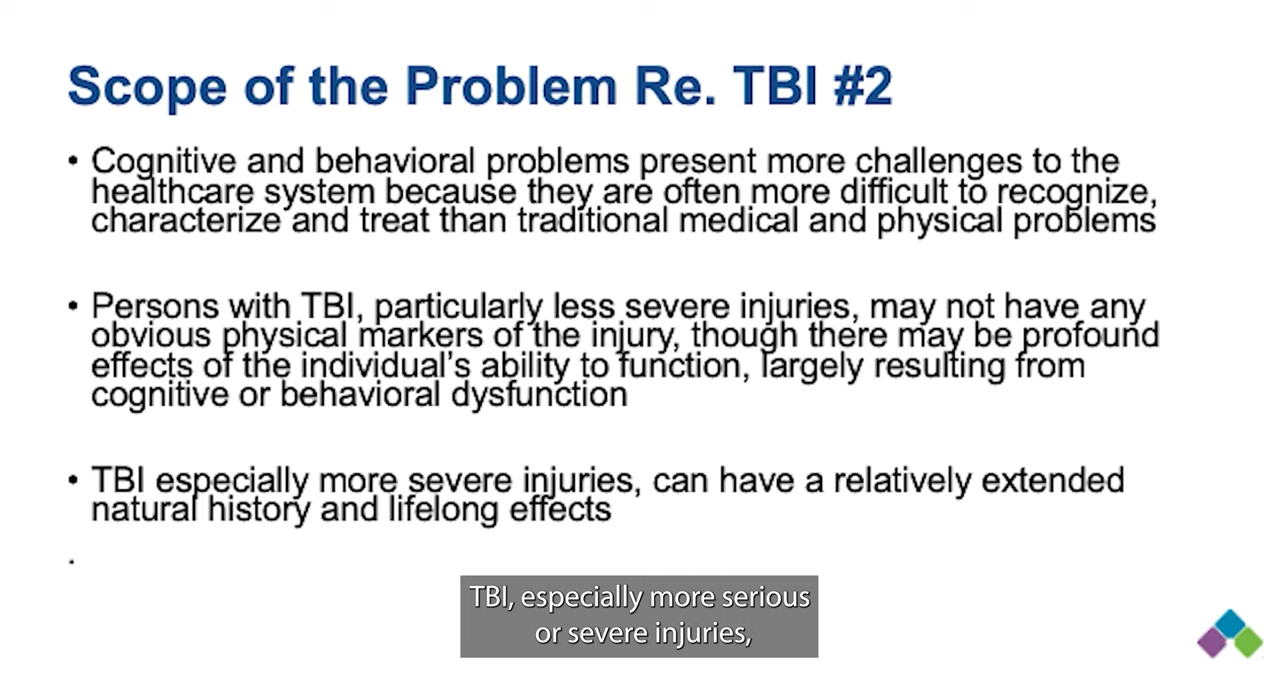 Scope of the Problem Re. TBI #2
• Cognitive and behavioral problems present more challenges to the
healthcare system because they are often more difficult to recognize,
characterize and treat than traditional medical and physical problems
• Persons with TBI, particularly less severe injuries, may not have any
obvious physical markers of the injury, though there may be profound
effects of the individual’s ability to function, largely resulting from
cognitive or behavioral dysfunction
• TBI especially more severe injuries, can have a relatively extended
natural history and lifelong effects
.
TBI, especially more serious
or severe injuries,